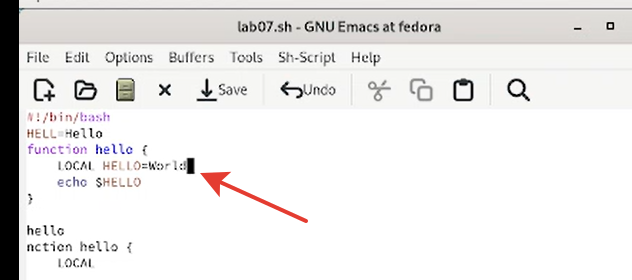 lab07.sh - GNU Emacs at fedora
File Edit Options Buffers Tools Sh-Script Help
Save Undo
#!/bin/bash
HELL=Hello
function hello {
LOCAL HELLO=World
echo $HELLO
}
hello
nction hello {
LOCAL